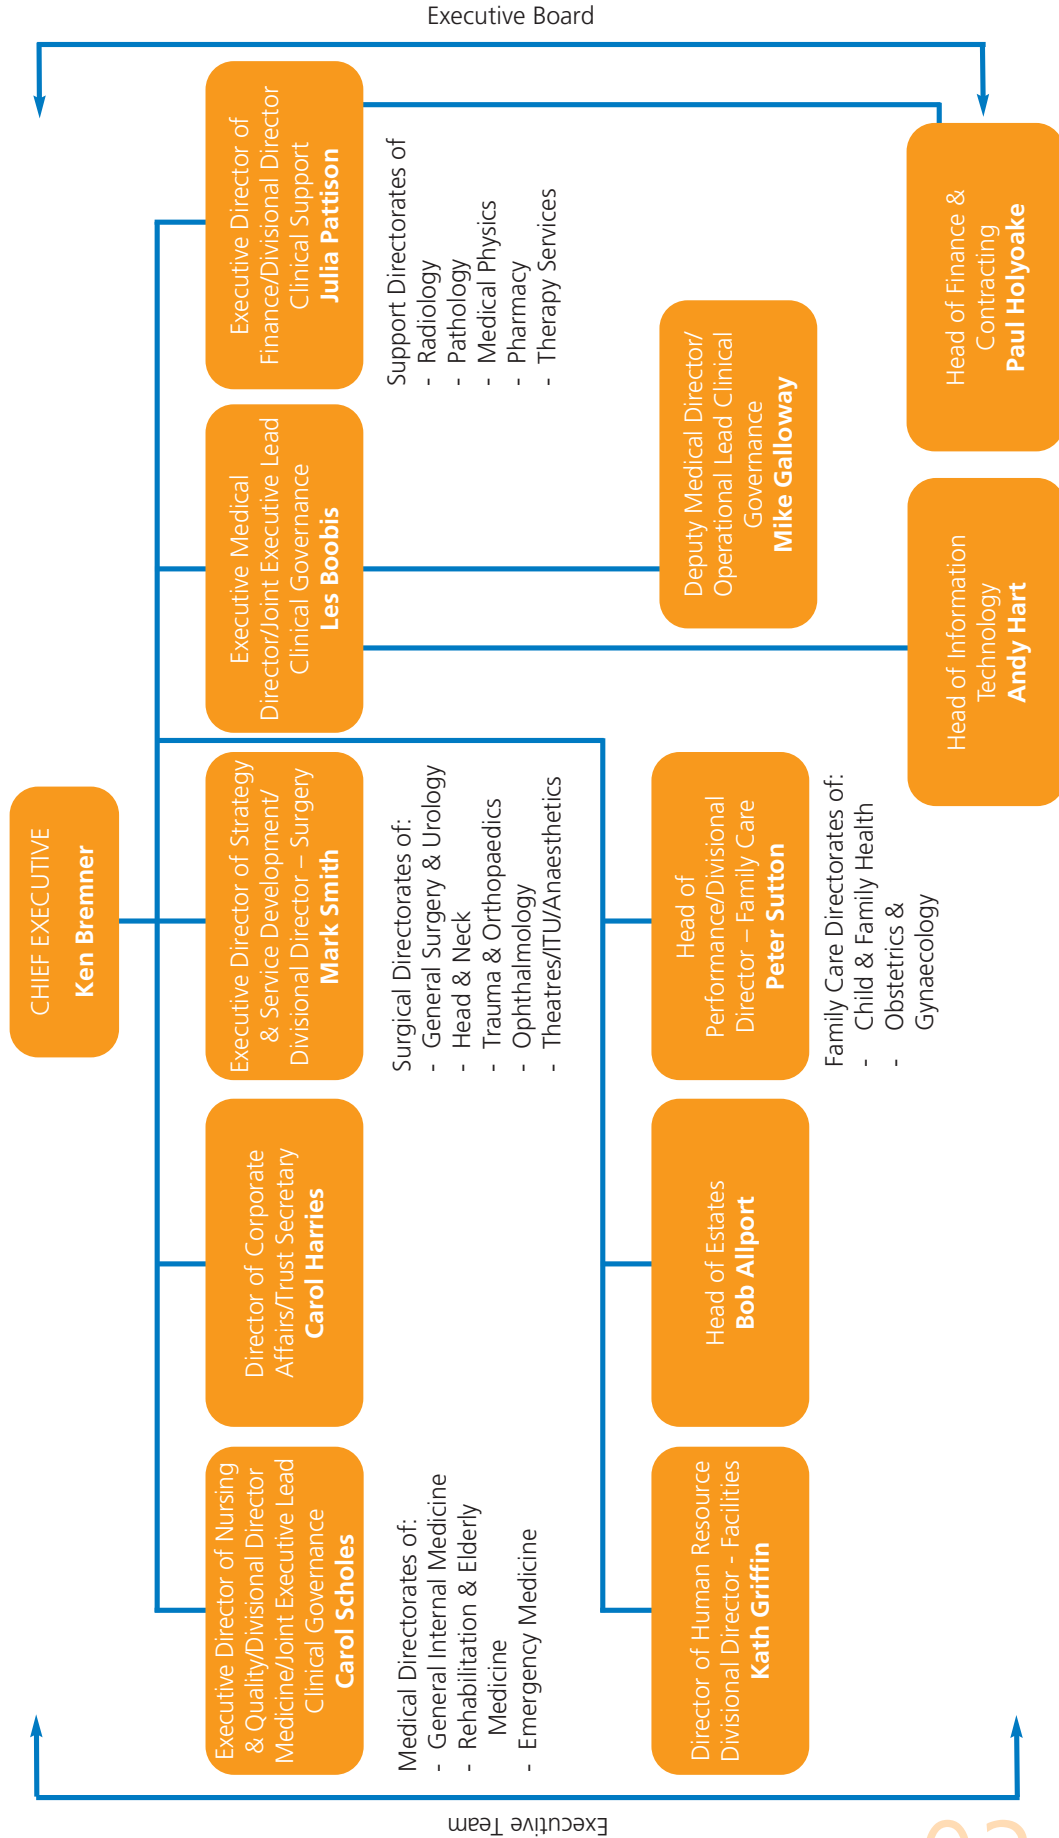 Executive Board
CHIEF EXECUTIVE
Ken Bremner
Executive Director of Nursing
& Quality/Divisional Director
Medicine/Joint Executive Lead
Clinical Governance
Carol Scholes
Medical Directorates of:
- General Internal Medicine
- Rehabilitation & Elderly
Medicine
- Emergency Medicine
Director of Corporate
Affairs/Trust Secretary
Carol Harries
Executive Director of Strategy
& Service Development/
Divisional Director – Surgery
Mark Smith
Surgical Directorates of:
- General Surgery & Urology
- Head & Neck
- Trauma & Orthopaedics
- Ophthalmology
- Theatres/ITU/Anaesthetics
Executive Medical
Director/Joint Executive Lead
Clinical Governance
Les Boobis
Executive Director of
Finance/Divisional Director
Clinical Support
Julia Pattison
Support Directorates of
- Radiology
- Pathology
- Medical Physics
- Pharmacy
- Therapy Services
Director of Human Resource
Divisional Director - Facilities
Kath Griffin
Head of Estates
Bob Allport
Head of
Performance/Divisional
Director – Family Care
Peter Sutton
Family Care Directorates of:
- Child & Family Health
- Obstetrics &
Gynaecology
Deputy Medical Director/
Operational Lead Clinical
Governance
Mike Galloway
Head of Information
Technology
Andy Hart
Head of Finance &
Contracting
Paul Holyoake
Executive Team